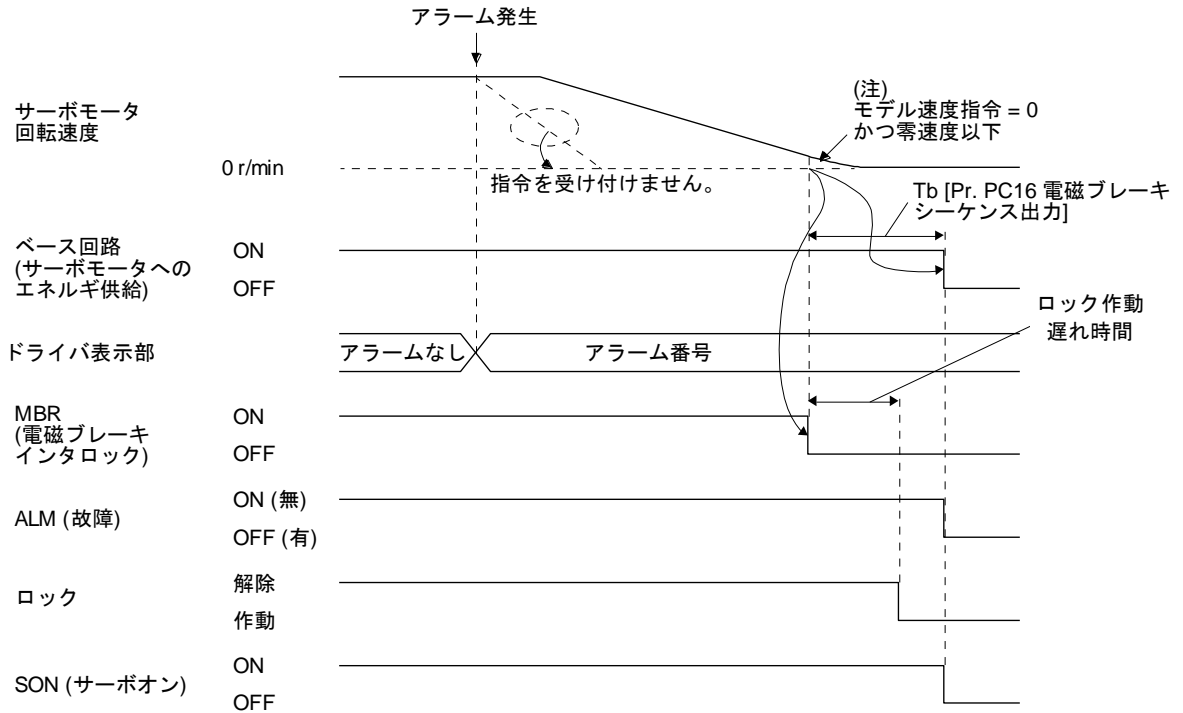 アラーム発生
サーボモータ
回転速度
0 r/min
(注)
モデル速度指令 = 0
かつ零速度以下
指令を受け付けません。
Tb [Pr. PC16 電磁ブレーキ
シーケンス出力]
ベース回路
(サーボモータへの
エネルギ供給)
ON
OFF
ロック作動
遅れ時間
ドライバ表示部
アラームなし
アラーム番号
MBR
(電磁ブレーキ
インタロック)
ON
OFF
ALM (故障)
ON (無)
OFF (有)
ロック
解除
作動
SON (サーボオン)
ON
OFF